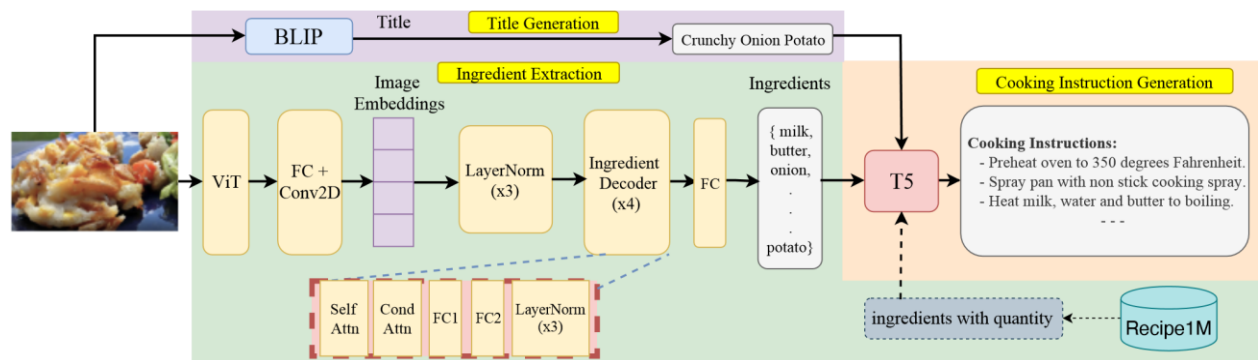 Title
Title Generation
BLIP
Crunchy Onion Potato
Ingredient Extraction
Image
Embeddings
Ingredients
Cooking Instruction Generation
ViT
FC +
Conv2D
LayerNorm
(x3)
Ingredient
Decoder
(x4)
FC
{ milk,
butter,
onion,
.
.
.
potato}
T5
Cooking Instructions:
- Preheat oven to 350 degrees Fahrenheit.
- Spray pan with non stick cooking spray.
- Heat milk, water and butter to boiling.
- - -
Self
Attn
Cond
Attn
FC1
FC2
LayerNorm
(x3)
ingredients with quantity
Recipe1M